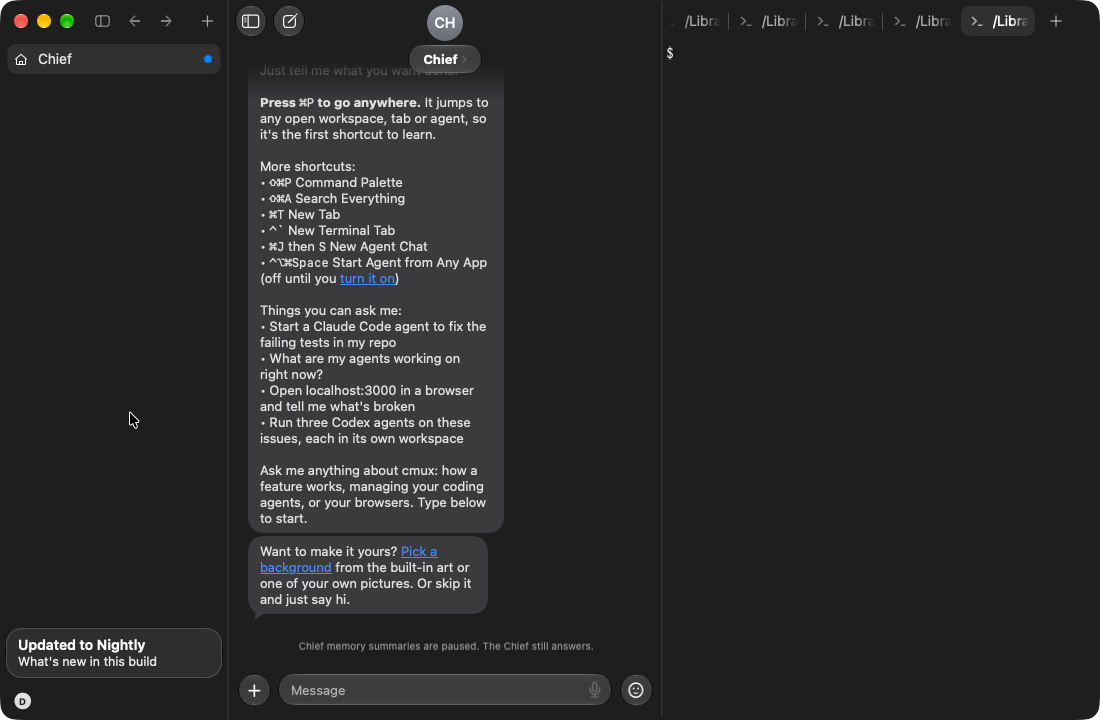 Chief
CH
Chief
Just tell me what you want done.
Press ⌘P to go anywhere. It jumps to
any open workspace, tab or agent, so
it's the first shortcut to learn.
More shortcuts:
• ⇧⌘P Command Palette
• ⇧⌘A Search Everything
• ⌘T New Tab
• ^` New Terminal Tab
• ⌘J then S New Agent Chat
• ^⌥⌘Space Start Agent from Any App
(off until you turn it on)
Things you can ask me:
• Start a Claude Code agent to fix the
failing tests in my repo
• What are my agents working on
right now?
• Open localhost:3000 in a browser
and tell me what's broken
• Run three Codex agents on these
issues, each in its own workspace
Ask me anything about cmux: how a
feature works, managing your coding
agents, or your browsers. Type below
to start.
Want to make it yours? Pick a
background from the built-in art or
one of your own pictures. Or skip it
and just say hi.
Chief memory summaries are paused. The Chief still answers.
Message
Updated to Nightly
What's new in this build
D
/Libra >_ /Libra >_ /Libra >_ /Libra >_ /Libra
$